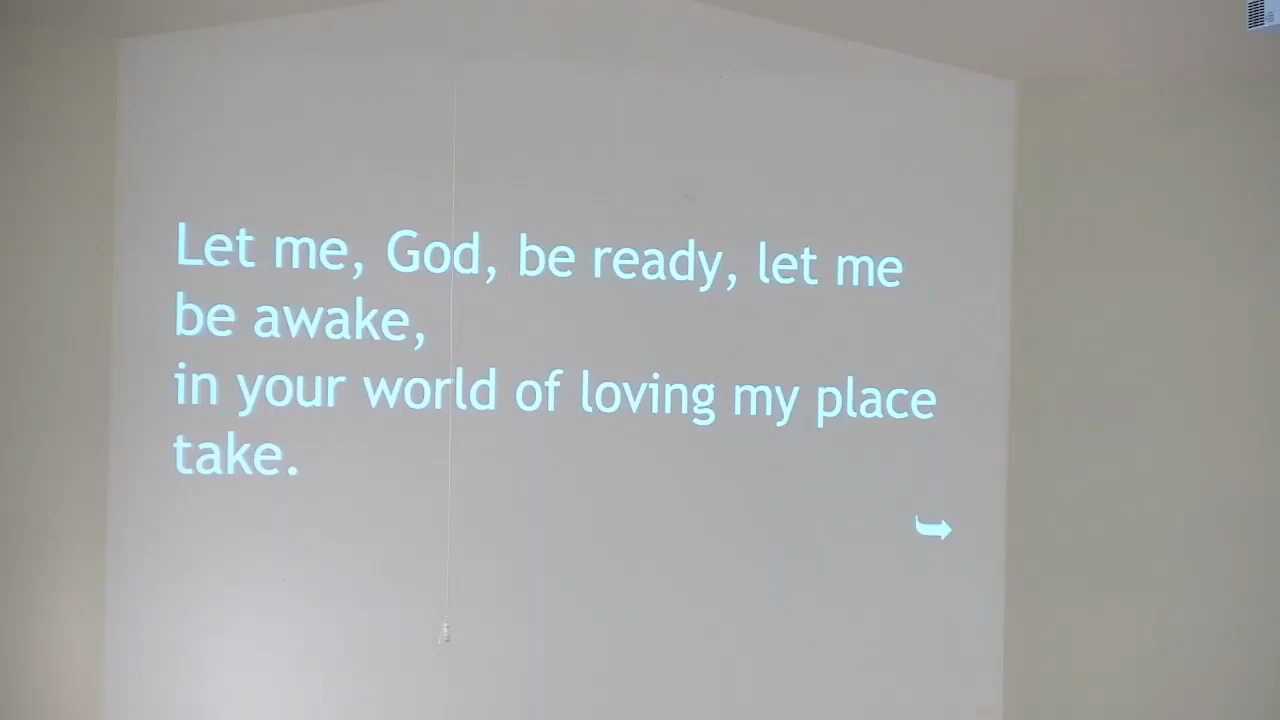 Let me, God, be ready, let me
be awake,
in your world of loving my place
take.